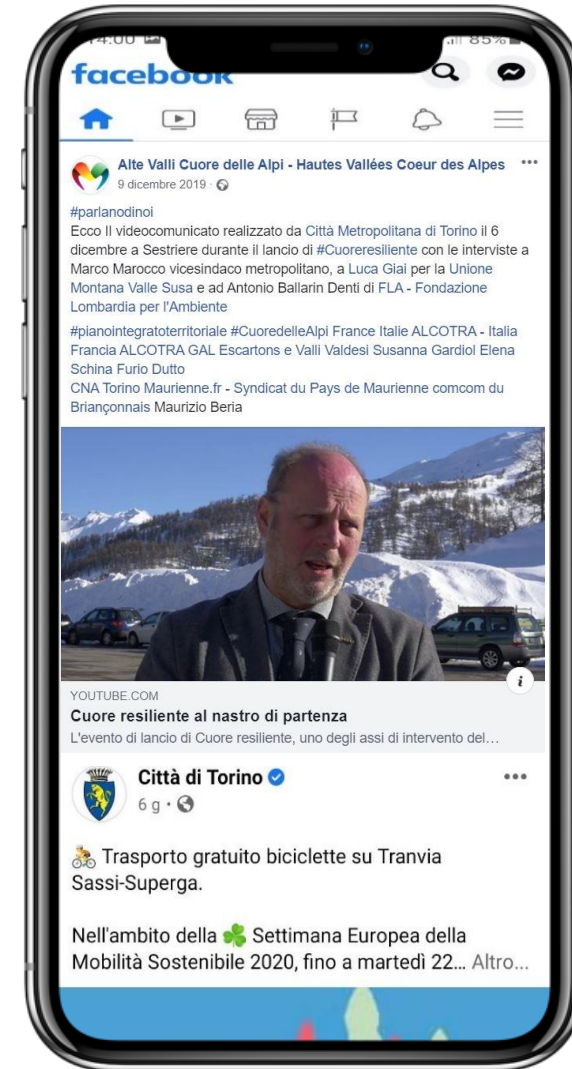 14:00
85%
facebook
Alte Valli Cuore delle Alpi - Hautes Vallées Coeur des Alpes
9 dicembre 2019 ·
#parlanodinoi
Ecco Il videocomunicato realizzato da Città Metropolitana di Torino il 6
dicembre a Sestriere durante il lancio di #Cuoreresiliente con le interviste a
Marco Marocco vicesindaco metropolitano, a Luca Giai per la Unione
Montana Valle Susa e ad Antonio Ballarin Denti di FLA - Fondazione
Lombardia per l'Ambiente
#pianointegratoterritoriale #CuoredelleAlpi France Italie ALCOTRA - Italia
Francia ALCOTRA GAL Escartons e Valli Valdesi Susanna Gardiol Elena
Schina Furio Dutto
CNA Torino Maurienne.fr - Syndicat du Pays de Maurienne comcom du
Briançonnais Maurizio Beria
YOUTUBE.COM
Cuore resiliente al nastro di partenza
L'evento di lancio di Cuore resiliente, uno degli assi di intervento del…
Città di Torino
6 g ·
Trasporto gratuito biciclette su Tranvia
Sassi-Superga.
Nell'ambito della Settimana Europea della
Mobilità Sostenibile 2020, fino a martedì 22... Altro...